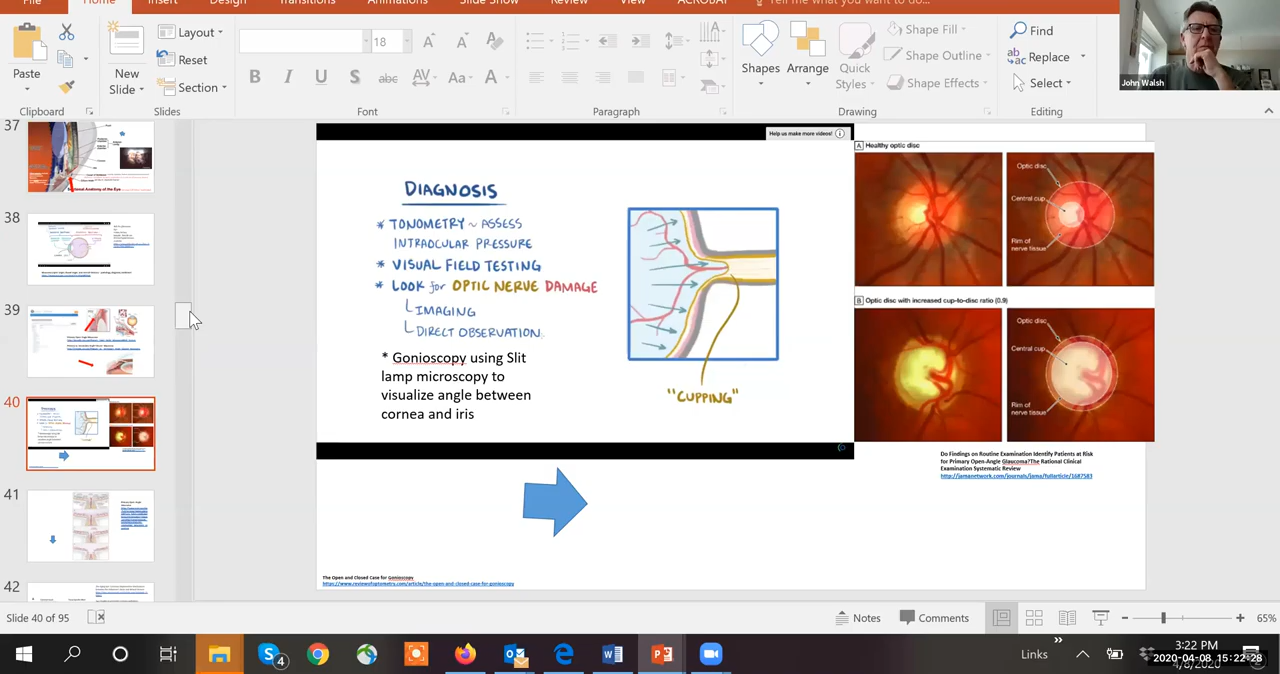 File Home Insert Design Transitions Animations Slide Show Review View ACROBAT Tell me what you want to do...
Paste
Clipboard
New
Slide
Layout
Reset
Section
Slides
18
B I U S abc AV Aa A
Font
Paragraph
Shapes
Arrange
Quick
Styles
Shape Fill
Shape Outline
Shape Effects
Drawing
Find
Replace
Select
Editing
John Walsh
37
38
39
40
41
42
Help us make more videos!
DIAGNOSIS
* TONOMETRY ~ ASSESS
INTRAOCULAR PRESSURE
* VISUAL FIELD TESTING
* LOOK for OPTIC NERVE DAMAGE
IMAGING
DIRECT OBSERVATION
* Gonioscopy using Slit
lamp microscopy to
visualize angle between
cornea and iris
"CUPPING"
A Healthy optic disc
Optic disc
Central cup
Rim of
nerve tissue
B Optic disc with increased cup-to-disc ratio (0.9)
Optic disc
Central cup
Rim of
nerve tissue
Do Findings on Routine Examination Identify Patients at Risk
for Primary Open-Angle Glaucoma?The Rational Clinical
Examination Systematic Review
http://jamanetwork.com/journals/jama/fullarticle/1687583
The Open and Closed Case for Gonioscopy
https://www.reviewofoptometry.com/article/the-open-and-closed-case-for-gonioscopy
Slide 40 of 95
Notes
Comments
65%
4
Links
3:22 PM
2020-04-08 15:22:28